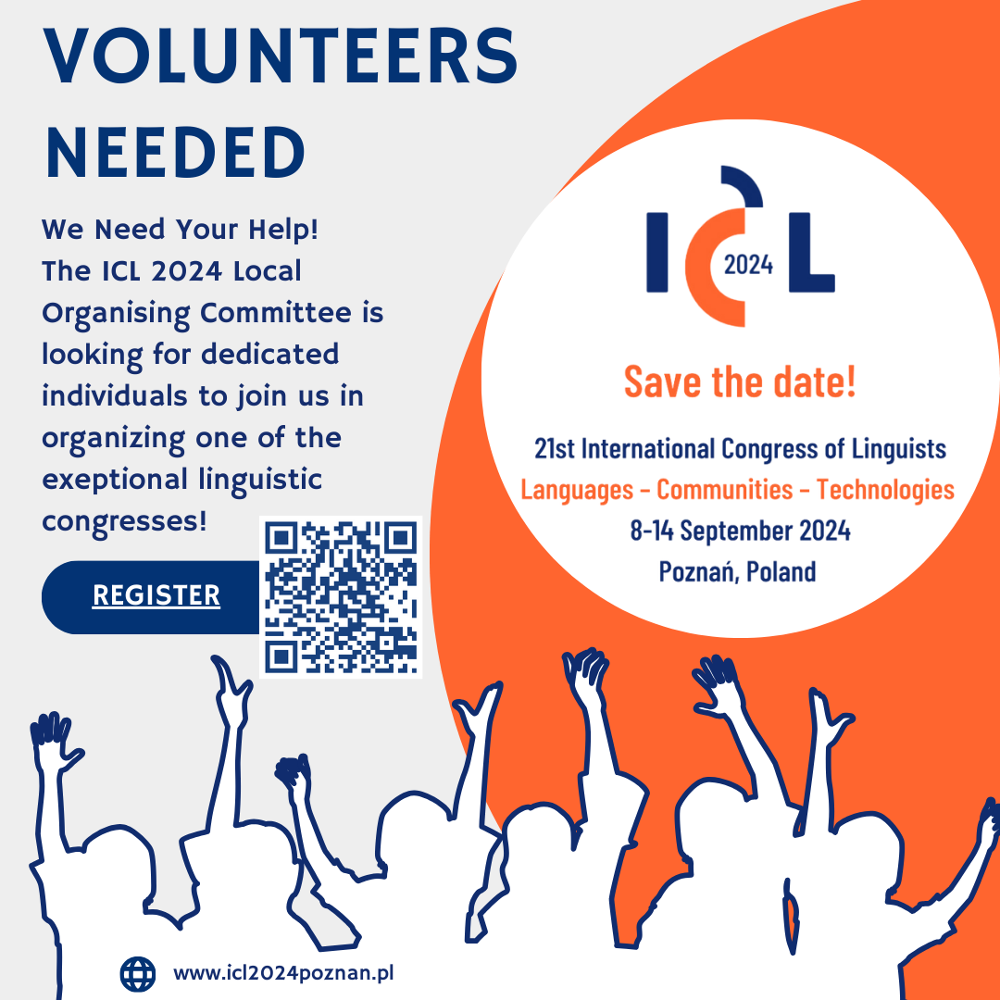 VOLUNTEERS
NEEDED
We Need Your Help!
The ICL 2024 Local
Organising Committee is
looking for dedicated
individuals to join us in
organizing one of the
exeptional linguistic
congresses!
REGISTER
ICL
2024
Save the date!
21st International Congress of Linguists
Languages – Communities – Technologies
8-14 September 2024
Poznań, Poland
www.icl2024poznan.pl